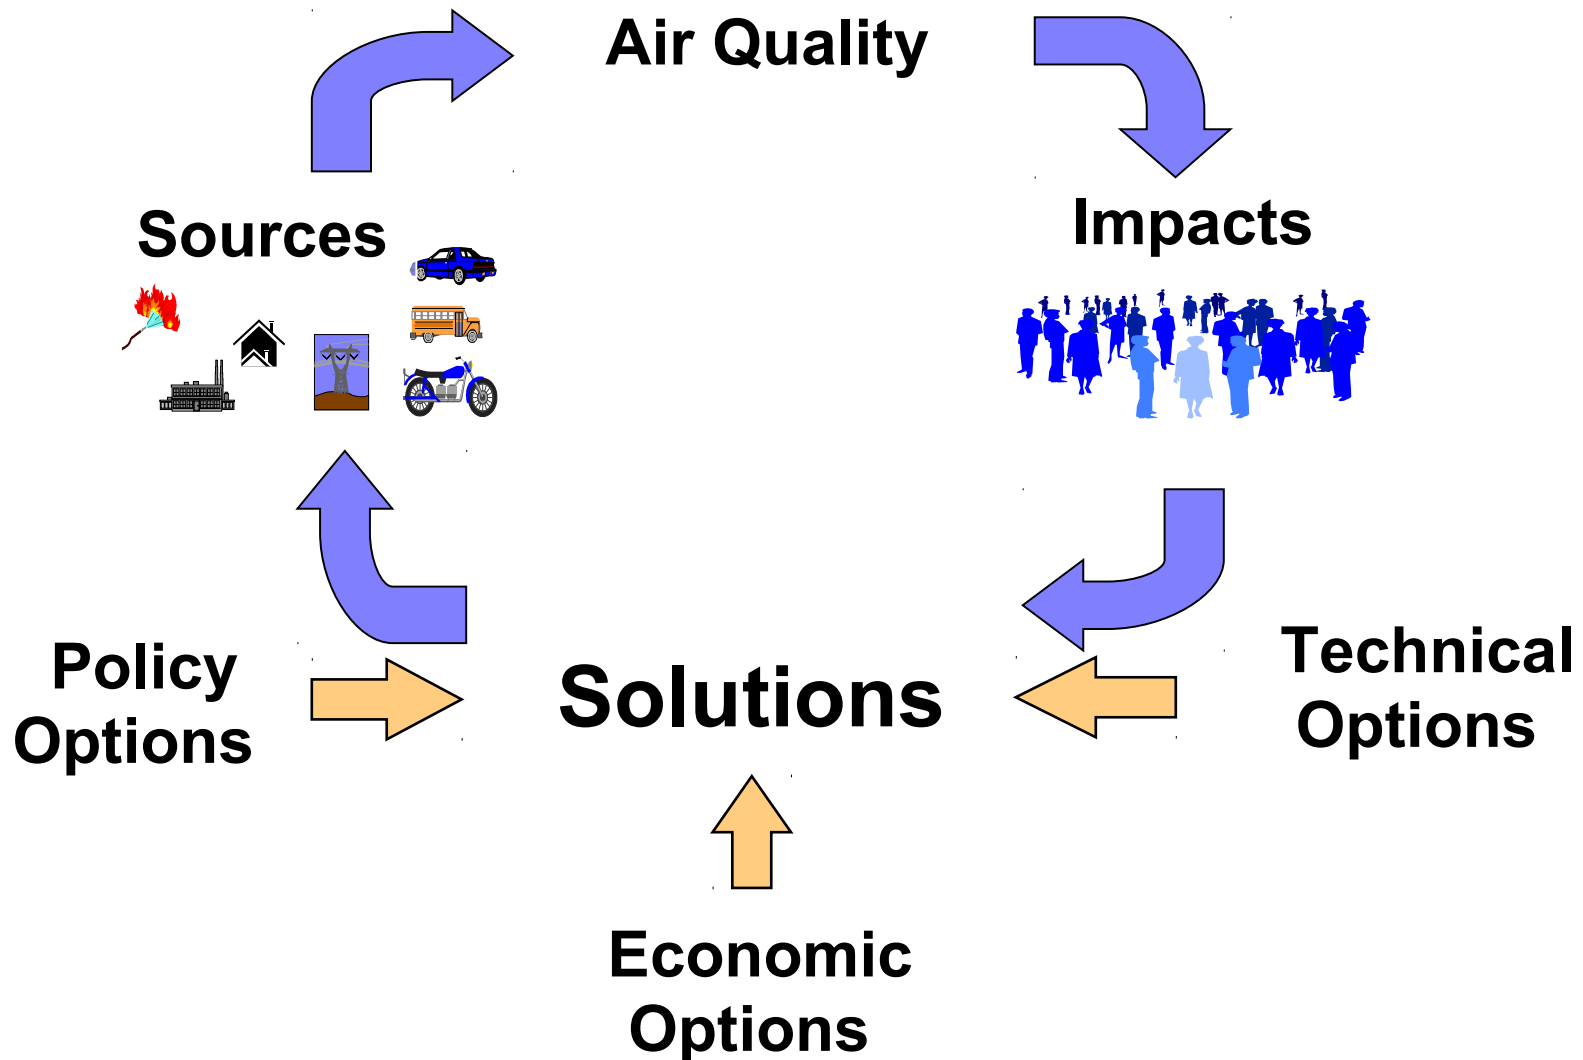 Air Quality
Sources
Impacts
Policy
Options
Solutions
Technical
Options
Economic
Options